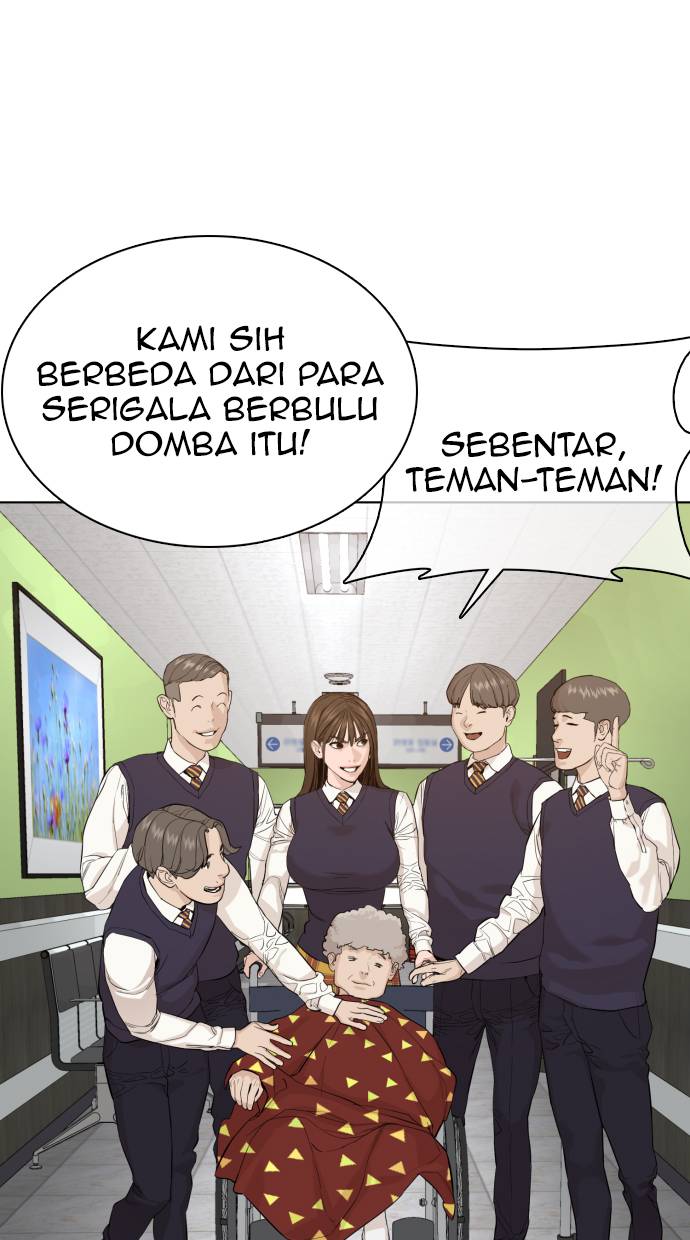 KAMI SIH
BERBEDA DARI PARA
SERIGALA BERBULU
DOMBA ITU!
SEBENTAR,
TEMAN-TEMAN!